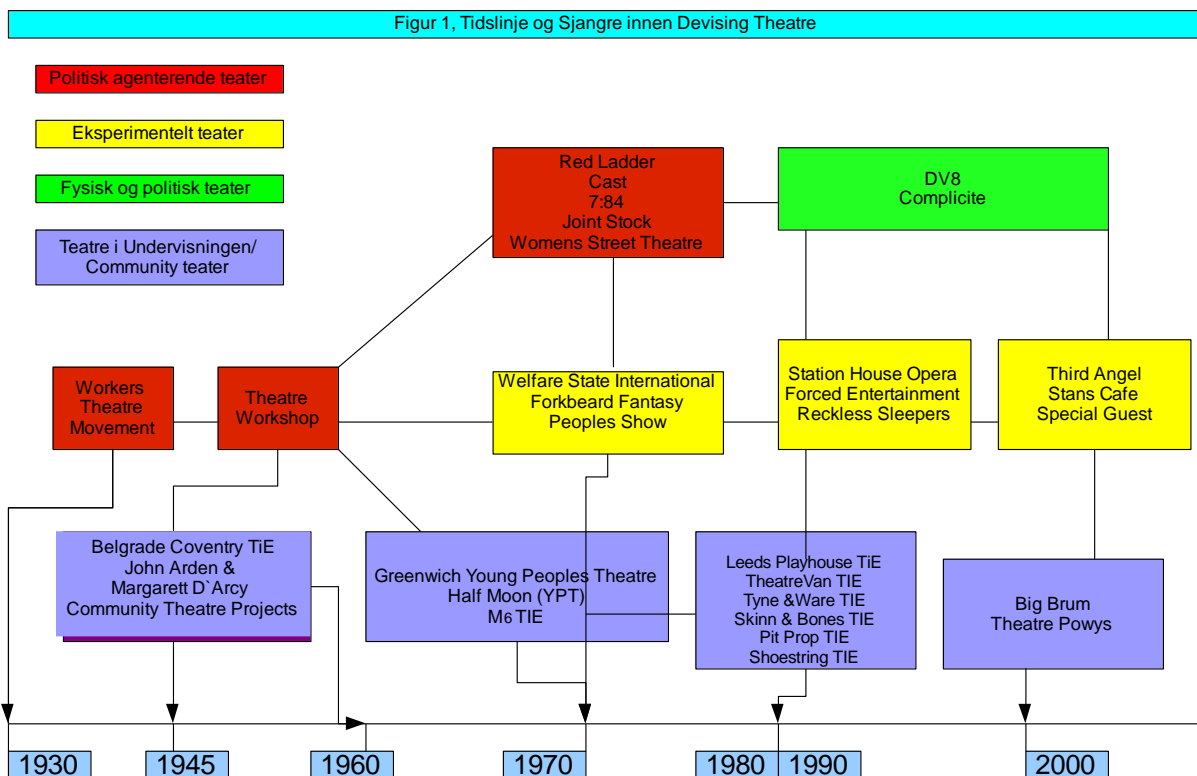 Figur 1, Tidslinje og Sjangre innen Devising Theatre
Politisk agenterende teater
Eksperimentelt teater
Fysisk og politisk teater
Teatre i Undervisningen/
Community teater
Red Ladder
Cast
7:84
Joint Stock
Womens Street Theatre
DV8
Complicite
Workers
Theatre
Movement
Theatre
Workshop
Welfare State International
Forkbeard Fantasy
Peoples Show
Station House Opera
Forced Entertainment
Reckless Sleepers
Third Angel
Stans Cafe
Special Guest
Belgrade Coventry TiE
John Arden &
Margarett D`Arcy
Community Theatre Projects
Greenwich Young Peoples Theatre
Half Moon (YPT)
M6 TIE
Leeds Playhouse TiE
TheatreVan TIE
Tyne &Ware TIE
Skinn & Bones TIE
Pit Prop TIE
Shoestring TIE
Big Brum
Theatre Powys
1930
1945
1960
1970
1980
1990
2000